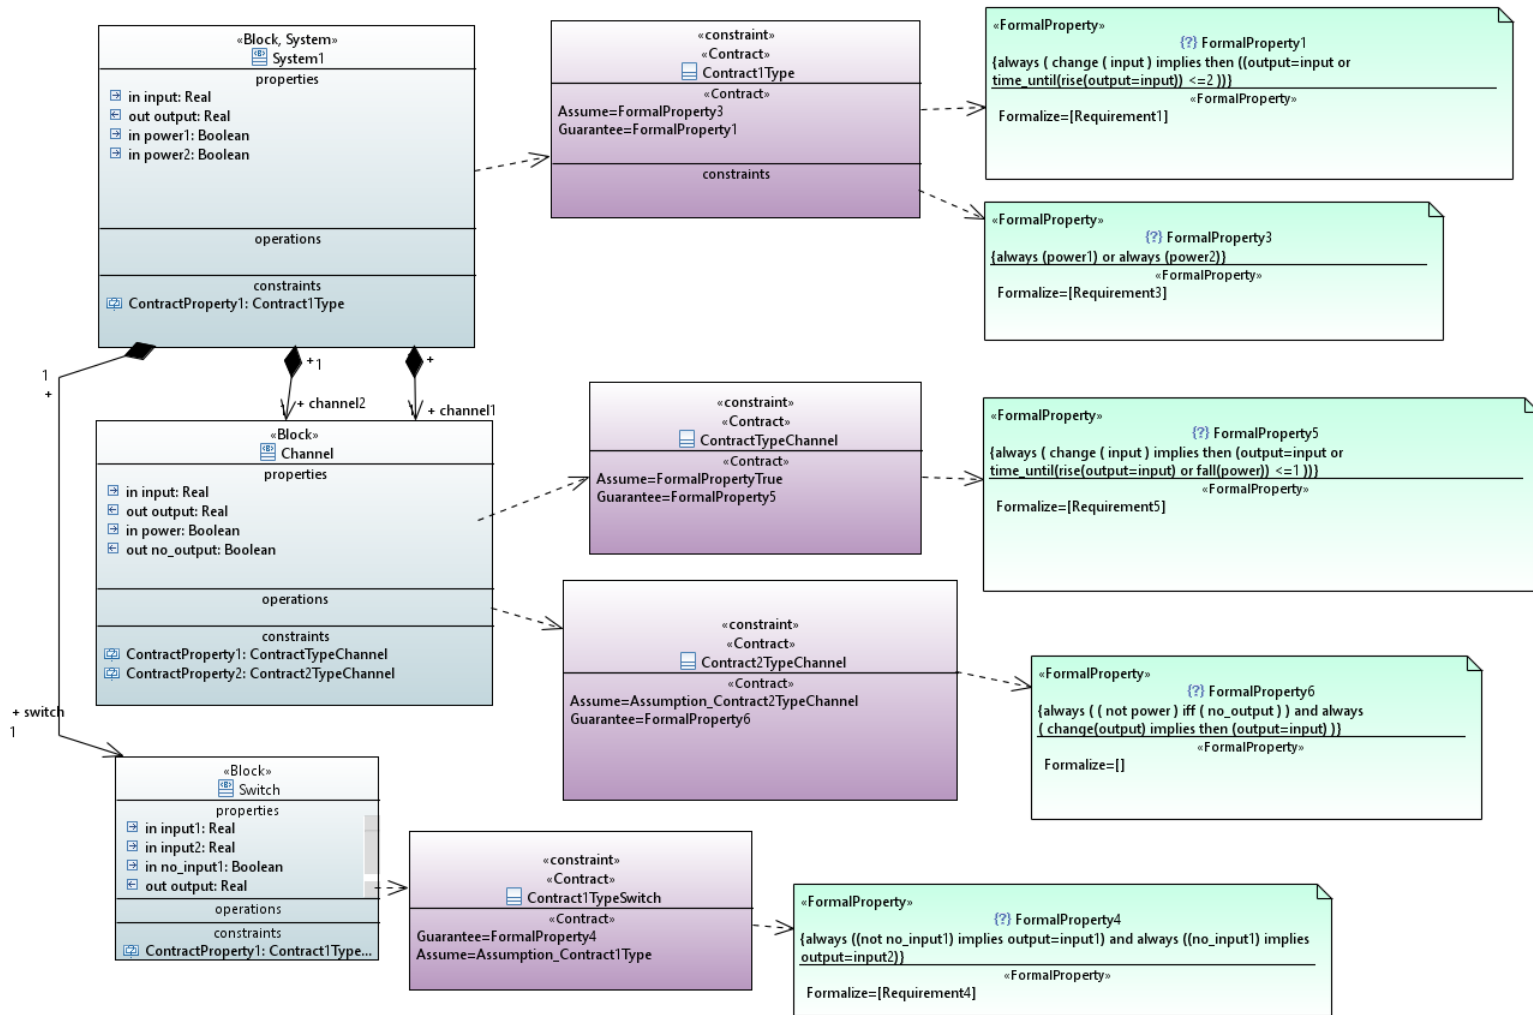 «Block, System»
System1
properties
in input: Real
out output: Real
in power1: Boolean
in power2: Boolean
operations
constraints
ContractProperty1: Contract1Type
«constraint»
«Contract»
Contract1Type
«Contract»
Assume=FormalProperty3
Guarantee=FormalProperty1
constraints
«FormalProperty»
{?} FormalProperty1
{always ( change ( input ) implies then ((output=input or
time_until(rise(output=input)) <=2 ))}
«FormalProperty»
Formalize=[Requirement1]
«FormalProperty»
{?} FormalProperty3
{always (power1) or always (power2)}
«FormalProperty»
Formalize=[Requirement3]
1
+
+ 1
+
+ channel2
1
+ channel1
1
«Block»
Channel
properties
in input: Real
out output: Real
in power: Boolean
out no_output: Boolean
operations
constraints
ContractProperty1: ContractTypeChannel
ContractProperty2: Contract2TypeChannel
«constraint»
«Contract»
ContractTypeChannel
«Contract»
Assume=FormalPropertyTrue
Guarantee=FormalProperty5
«FormalProperty»
{?} FormalProperty5
{always ( change ( input ) implies then (output=input or
time_until(rise(output=input) or fall(power)) <=1 ))}
«FormalProperty»
Formalize=[Requirement5]
«constraint»
«Contract»
Contract2TypeChannel
«Contract»
Assume=Assumption_Contract2TypeChannel
Guarantee=FormalProperty6
«FormalProperty»
{?} FormalProperty6
{always ( ( not power ) iff ( no_output ) ) and always
( change(output) implies then (output=input) )}
«FormalProperty»
Formalize=[]
+ switch
1
«Block»
Switch
properties
in input1: Real
in input2: Real
in no_input1: Boolean
out output: Real
operations
constraints
ContractProperty1: Contract1Type...
«constraint»
«Contract»
Contract1TypeSwitch
«Contract»
Guarantee=FormalProperty4
Assume=Assumption_Contract1Type
«FormalProperty»
{?} FormalProperty4
{always ((not no_input1) implies output=input1) and always ((no_input1) implies
output=input2)}
«FormalProperty»
Formalize=[Requirement4]